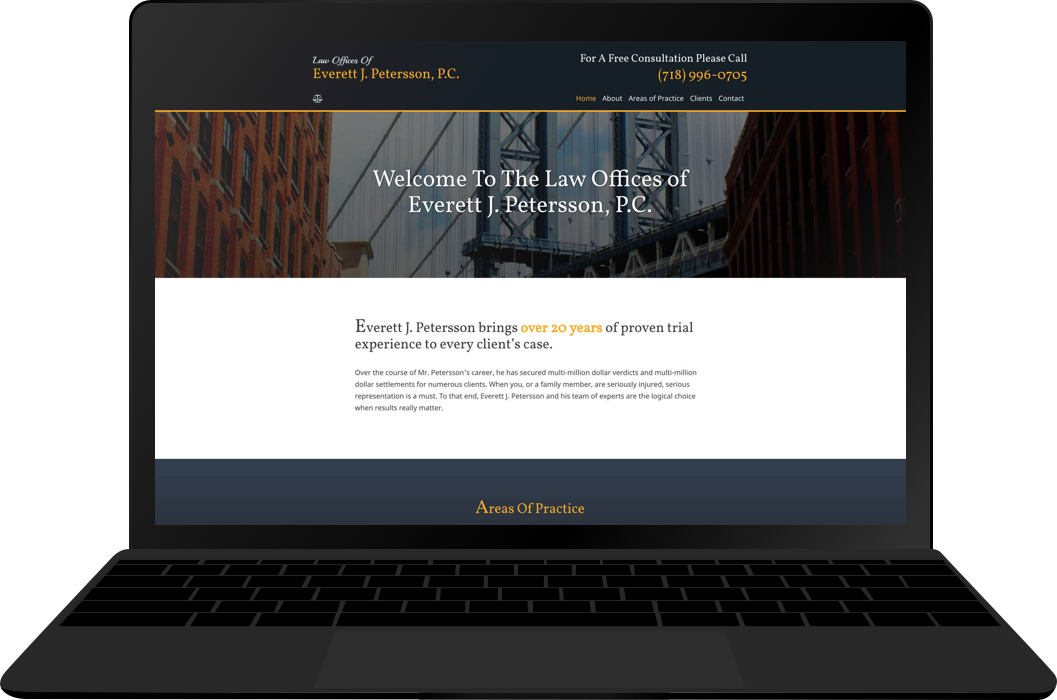 Law Offices Of
Everett J. Petersson, P.C.
For A Free Consultation Please Call
(718) 996-0705
Home About Areas of Practice Clients Contact
Welcome To The Law Offices of
Everett J. Petersson, P.C.
Everett J. Petersson brings over 20 years of proven trial
experience to every client's case.
Over the course of Mr. Petersson's career, he has secured multi-million dollar verdicts and multi-million
dollar settlements for numerous clients. When you, or a family member, are seriously injured, serious
representation is a must. To that end, Everett J. Petersson and his team of experts are the logical choice
when results really matter.
Areas Of Practice